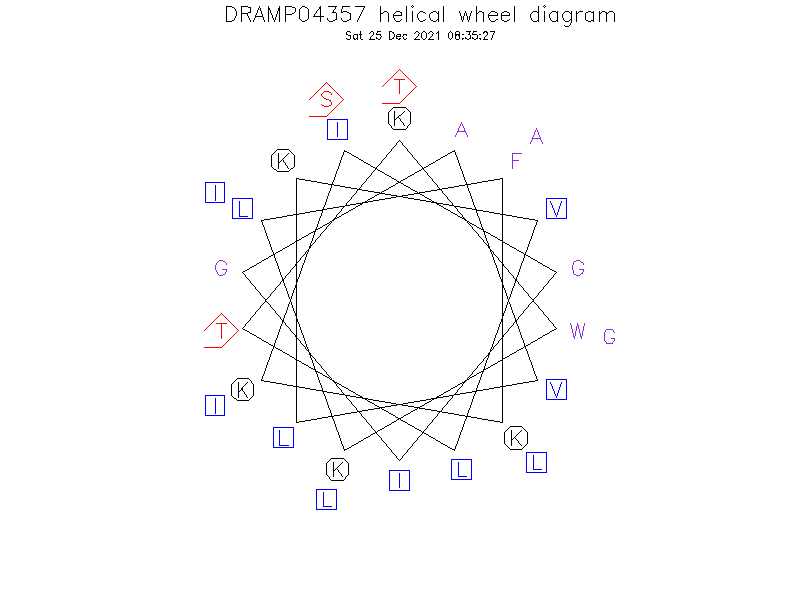 DRAMP04357 helical wheel diagram
Sat 25 Dec 2021 08:35:27
T
S
K
I
A
A
K
F
I
L
V
G
G
T
W
G
K
V
I
L
K
K
L
L
I
L